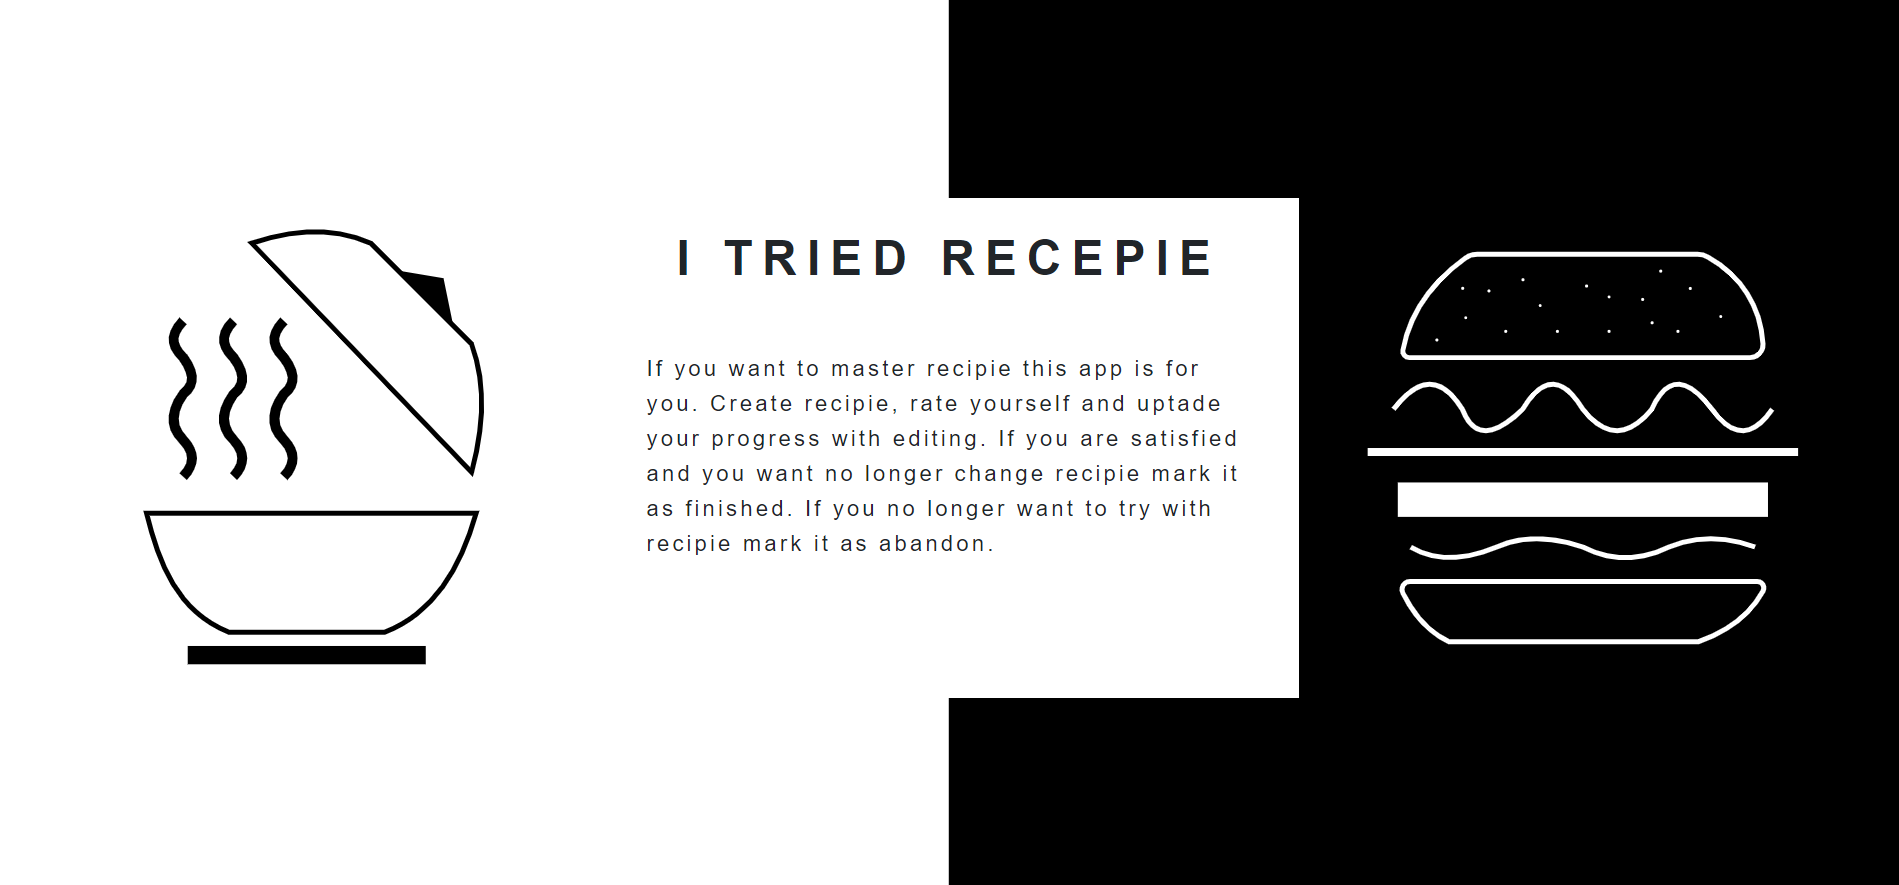 I TRIED RECEPIE
If you want to master recipie this app is for
you. Create recipie, rate yourself and uptade
your progress with editing. If you are satisfied
and you want no longer change recipie mark it
as finished. If you no longer want to try with
recipie mark it as abandon.